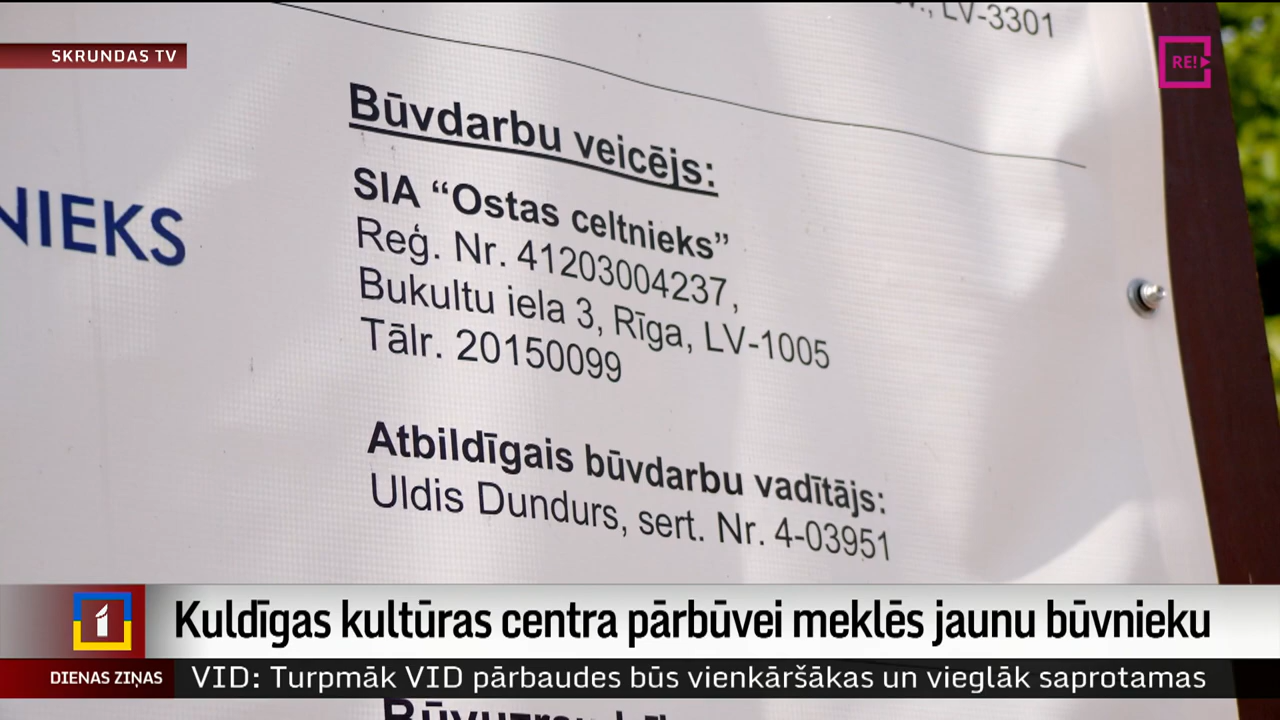 LV-3301
SKRUNDAS TV
RE!
Būvdarbu veicējs:
SIA “Ostas celtnieks”
NIEKS
Reģ. Nr. 41203004237,
Bukultu iela 3, Rīga, LV-1005
Tālr. 20150099
Atbildīgais būvdarbu vadītājs:
Uldis Dundurs, sert. Nr. 4-03951
1
Kuldīgas kultūras centra pārbūvei meklēs jaunu būvnieku
DIENAS ZIŅAS
VID: Turpmāk VID pārbaudes būs vienkāršākas un vieglāk saprotamas